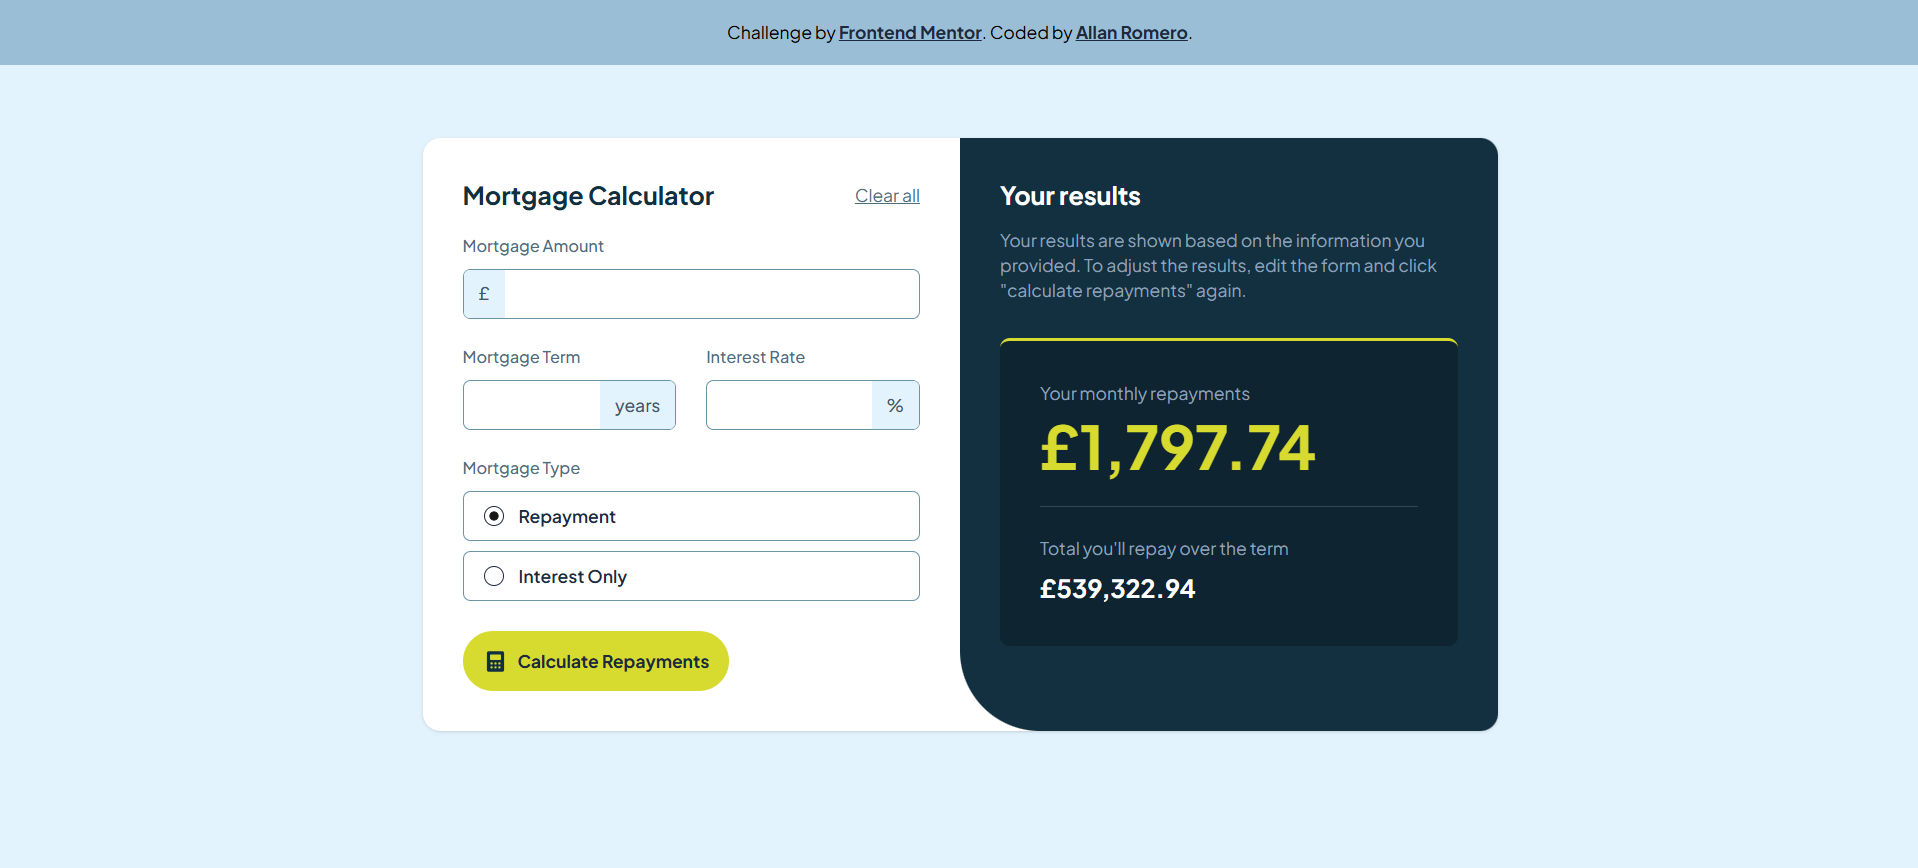 Challenge by Frontend Mentor. Coded by Allan Romero.
Mortgage Calculator
Clear all
Mortgage Amount
£
Mortgage Term
Interest Rate
years
%
Mortgage Type
Repayment
Interest Only
Calculate Repayments
Your results
Your results are shown based on the information you
provided. To adjust the results, edit the form and click
"calculate repayments" again.
Your monthly repayments
£1,797.74
Total you'll repay over the term
£539,322.94